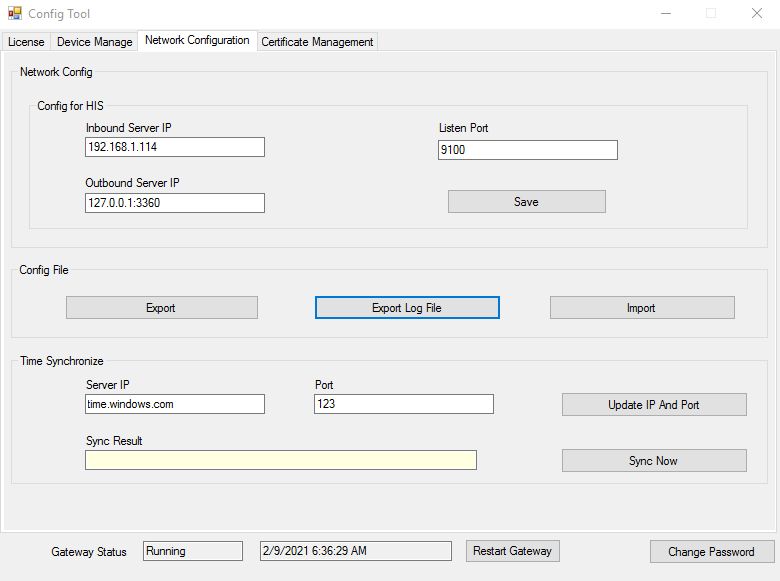 Config Tool
License Device Manage Network Configuration Certificate Management
Network Config
Config for HIS
Inbound Server IP Listen Port
192.168.1.114 9100
Outbound Server IP
127.0.0.1:3360 Save
Config File
Export Export Log File Import
Time Synchronize
Server IP Port
time.windows.com 123 Update IP And Port
Sync Result
Sync Now
Gateway Status Running 2/9/2021 6:36:29 AM Restart Gateway Change Password